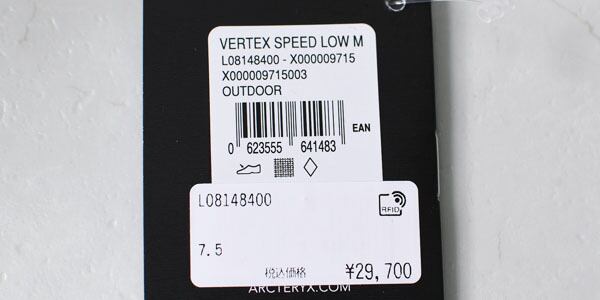 VERTEX SPEED LOW M
L08148400 - X000009715
X000009715003
OUTDOOR
EAN
0 623555 641483
L08148400
RFID
7.5
税込価格 ¥29,700
ARCTERYX.COM